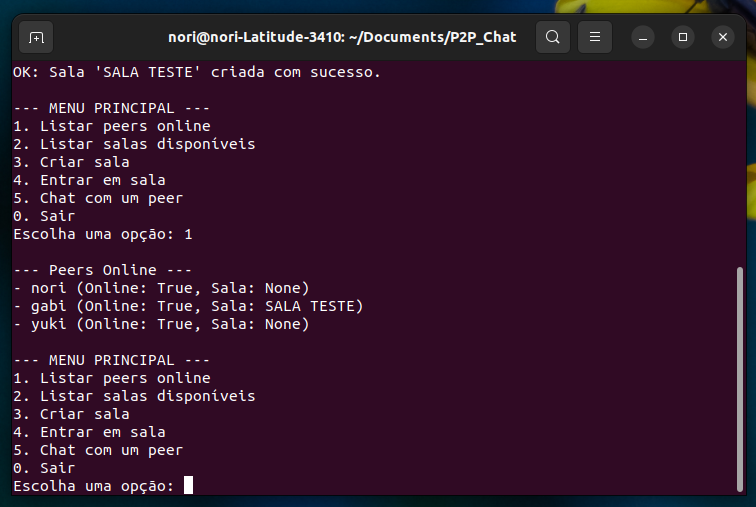 nori@nori-Latitude-3410: ~/Documents/P2P_Chat
OK: Sala 'SALA TESTE' criada com sucesso.
--- MENU PRINCIPAL ---
1. Listar peers online
2. Listar salas disponíveis
3. Criar sala
4. Entrar em sala
5. Chat com um peer
0. Sair
Escolha uma opção: 1
--- Peers Online ---
- nori (Online: True, Sala: None)
- gabi (Online: True, Sala: SALA TESTE)
- yuki (Online: True, Sala: None)
--- MENU PRINCIPAL ---
1. Listar peers online
2. Listar salas disponíveis
3. Criar sala
4. Entrar em sala
5. Chat com um peer
0. Sair
Escolha uma opção: